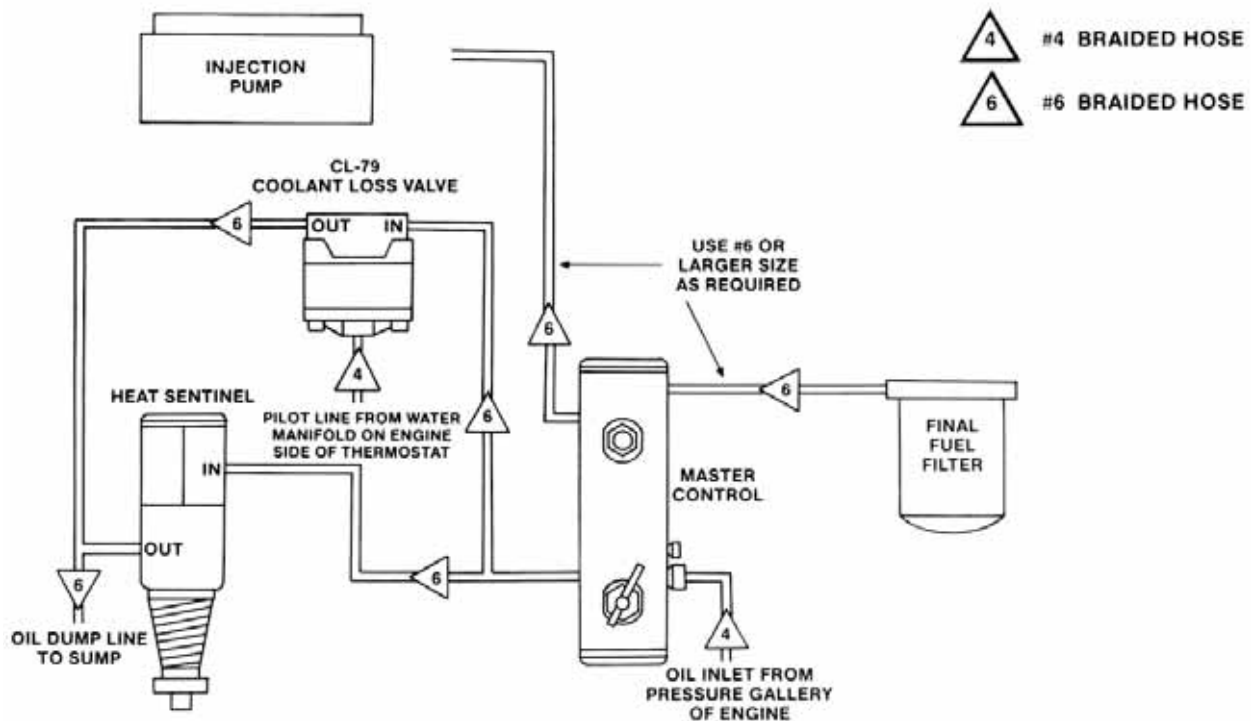 INJECTION
PUMP
4
#4 BRAIDED HOSE
6
#6 BRAIDED HOSE
CL-79
COOLANT LOSS VALVE
6
OUT
IN
USE #6 OR
LARGER SIZE
AS REQUIRED
6
4
6
6
HEAT SENTINEL
PILOT LINE FROM WATER
MANIFOLD ON ENGINE
SIDE OF THERMOSTAT
IN
FINAL
FUEL
FILTER
MASTER
CONTROL
OUT
6
6
OIL DUMP LINE
TO SUMP
4
OIL INLET FROM
PRESSURE GALLERY
OF ENGINE